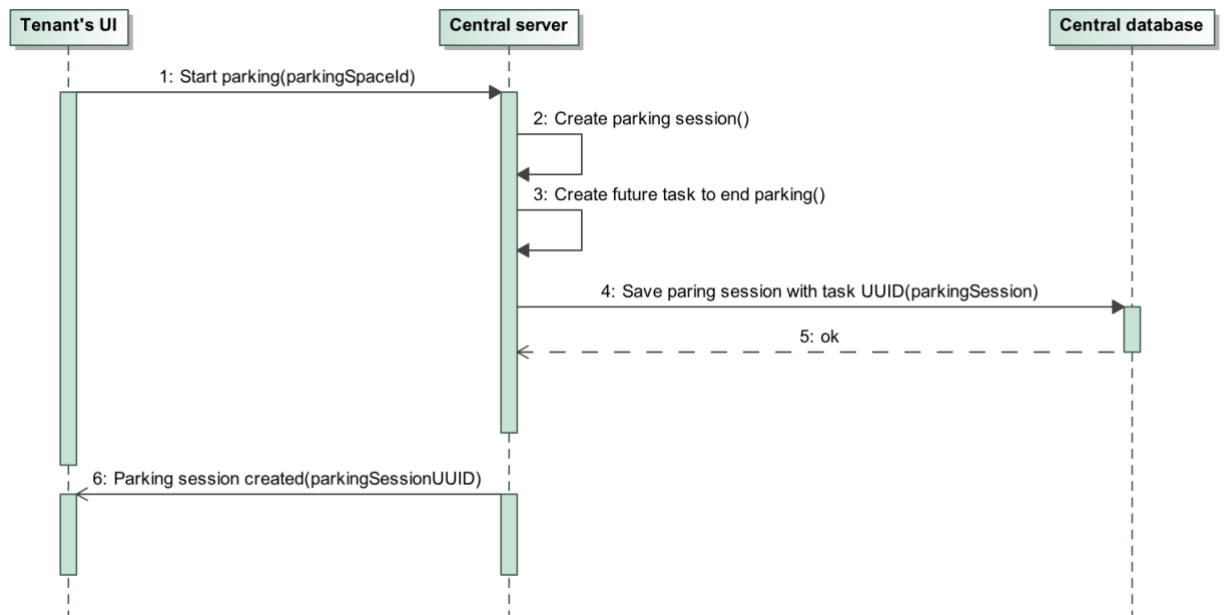 Tenant's UI
Central server
Central database
1: Start parking(parkingSpaceId)
2: Create parking session()
3: Create future task to end parking()
4: Save paring session with task UUID(parkingSession)
5: ok
6: Parking session created(parkingSessionUUID)